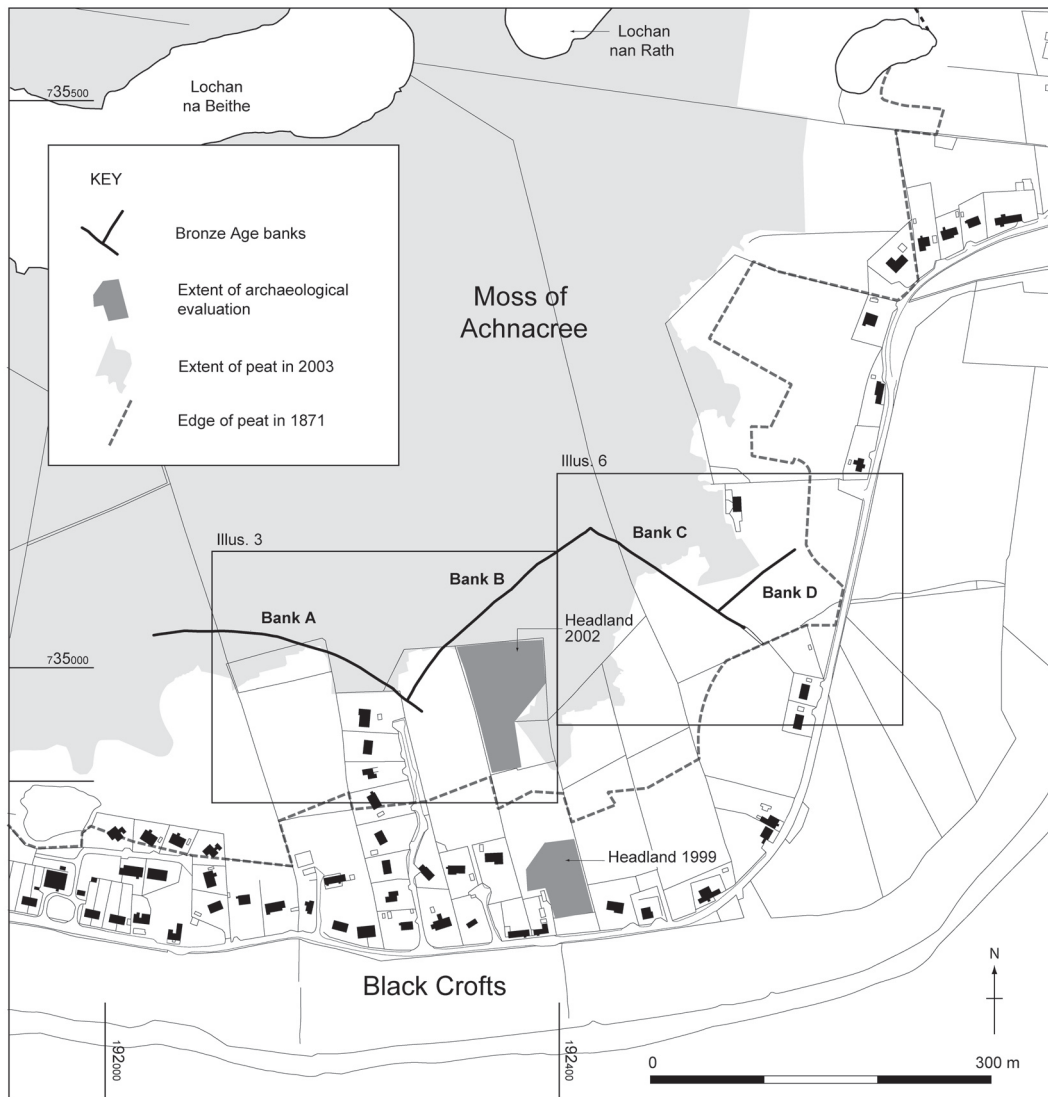 Lochan
nan Rath
Lochan
na Beithe
735500
KEY
Bronze Age banks
Extent of archaeological
evaluation
Extent of peat in 2003
Edge of peat in 1871
Moss of
Achnacree
Illus. 6
Illus. 3
Bank C
Bank B
Bank A
Bank D
Headland
2002
735000
Headland 1999
Black Crofts
N
192000
192400
0
300 m